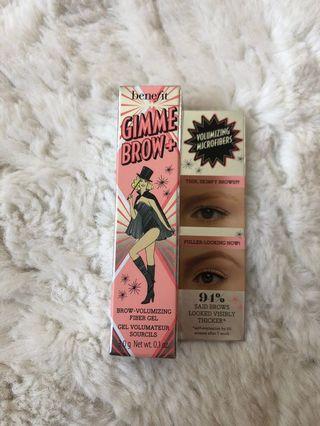 benefit
GIMME
BROW+
BROW-VOLUMIZING
FIBER GEL
GEL VOLUMATEUR
SOURCILS
Net wt. 0.1 oz.
VOLUMIZING
MICROFIBERS
THIN, SKIMPY BROWS???
FULLER-LOOKING NOW!
94%
SAID BROWS
LOOKED VISIBLY
THICKER*